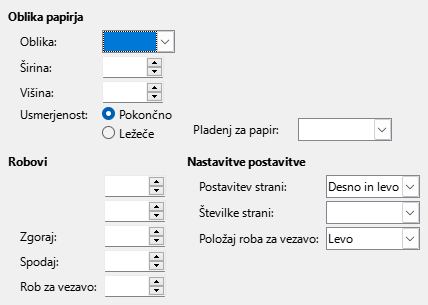 Oblika papirja
Oblika:
Širina:
Višina:
Usmerjenost: Pokončno
Ležeče
Pladenj za papir:
Robovi
Zgoraj:
Spodaj:
Rob za vezavo:
Nastavitve postavitve
Postavitev strani: Desno in levo
Številke strani:
Položaj roba za vezavo: Levo